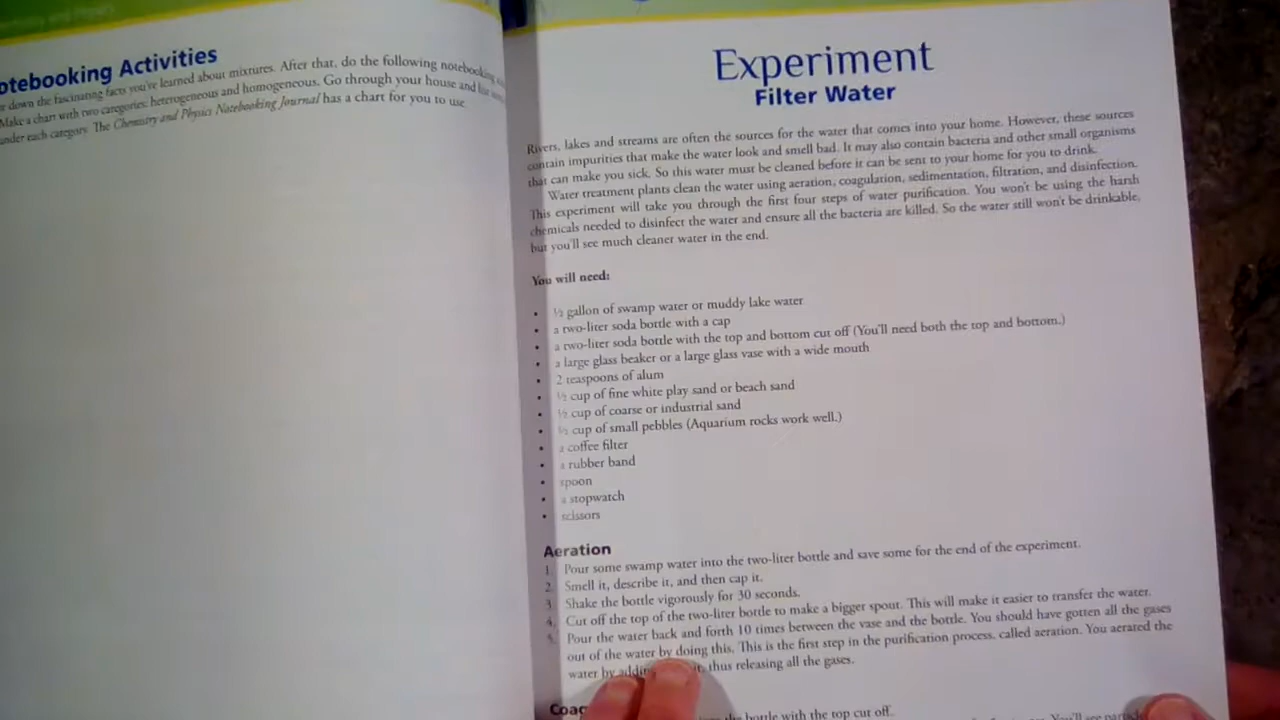 otebooking Activities
down the fascinating facts you've learned about mixtures. After that, do the following notebooking
Make a chart with two categories: heterogeneous and homogeneous. Go through your house and
under each category. The Chemistry and Physics Notebooking Journal has a chart for you to use
Experiment
Filter Water
Rivers, lakes and streams are often the sources for the water that comes into your home. However, these sources
contain impurities that make the water look and smell bad. It may also contain bacteria and other small organisms
that can make you sick. So this water must be cleaned before it can be sent to your home for you to drink.
Water treatment plants clean the water using aeration, coagulation, sedimentation, filtration, and disinfection.
This experiment will take you through the first four steps of water purification. You won't be using the harsh
chemicals needed to disinfect the water and ensure all the bacteria are killed. So the water still won't be drinkable,
but you'll see much cleaner water in the end.
You will need:
• ½ gallon of swamp water or muddy lake water
• a two-liter soda bottle with a cap
• a two-liter soda bottle with the top and bottom cut off (You'll need both the top and bottom.)
• a large glass beaker or a large glass vase with a wide mouth
• 2 teaspoons of alum
• ½ cup of fine white play sand or beach sand
• ½ cup of coarse or industrial sand
• ½ cup of small pebbles (Aquarium rocks work well.)
• a coffee filter
• a rubber band
• spoon
• a stopwatch
• scissors
Aeration
1. Pour some swamp water into the two-liter bottle and save some for the end of the experiment.
2. Smell it, describe it, and then cap it.
3. Shake the bottle vigorously for 30 seconds.
4. Cut off the top of the two-liter bottle to make a bigger spout. This will make it easier to transfer the water.
5. Pour the water back and forth 10 times between the vase and the bottle. You should have gotten all the gases
out of the water by doing this. This is the first step in the purification process, called aeration. You aerated the
water by addin it, thus releasing all the gases.
Coag
the bottle with the top cut off.
You'll see